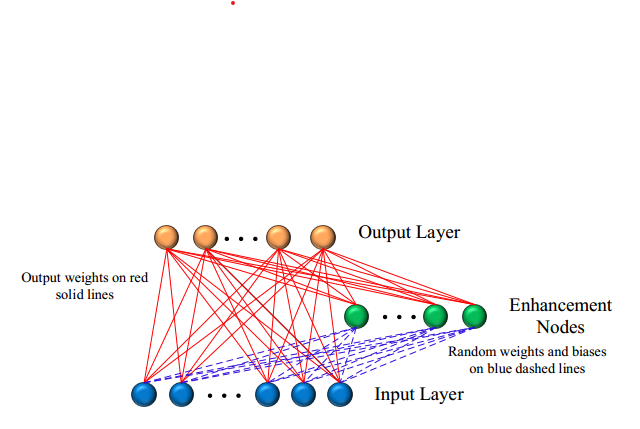 Output Layer
Output weights on red
solid lines
Enhancement
Nodes
Random weights and biases
on blue dashed lines
Input Layer